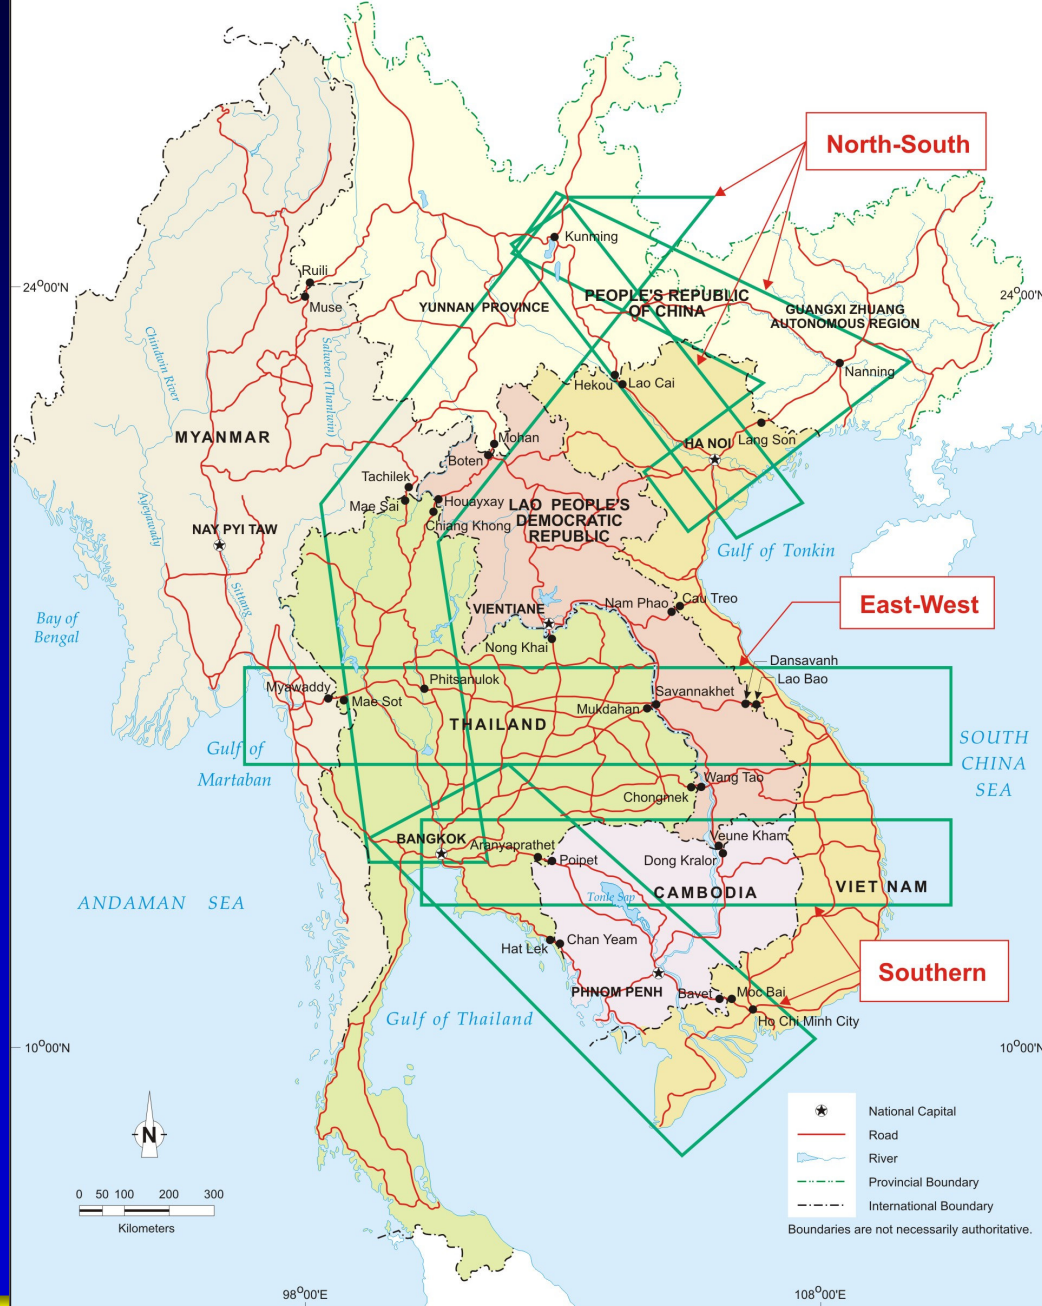 North-South
Kunming
Ruili
24°00'N
Muse
YUNNAN PROVINCE
PEOPLE'S REPUBLIC
OF CHINA
GUANGXI ZHUANG
AUTONOMOUS REGION
24°00'N
Chindwin River
Salween (Thanlwin)
Nanning
Hekou
Lao Cai
MYANMAR
Mohan
Boten
HA NOI
Lang Son
Tachilek
Mae Sai
Houayxay
Chiang Khong
LAO PEOPLE'S
DEMOCRATIC
REPUBLIC
Ayeyawady
NAY PYI TAW
Gulf of Tonkin
Sittang
East-West
Bay of
Bengal
VIENTIANE
Nam Phao
Cau Treo
Nong Khai
Dansavanh
Lao Bao
Myawaddy
Mae Sot
Phitsanulok
Savannakhet
Mukdahan
THAILAND
Gulf of
Martaban
SOUTH
CHINA
SEA
Wang Tao
Chongmek
BANGKOK
Aranyaprathet
Poipet
Veune Kham
Dong Kralor
Tonle Sap
CAMBODIA
VIET NAM
ANDAMAN SEA
Hat Lek
Chan Yeam
Southern
PHNOM PENH
Bavet
Moc Bai
Ho Chi Minh City
Gulf of Thailand
10°00'N
10°00'N
N
0 50 100 200 300
Kilometers
National Capital
Road
River
Provincial Boundary
International Boundary
Boundaries are not necessarily authoritative.
98°00'E
108°00'E